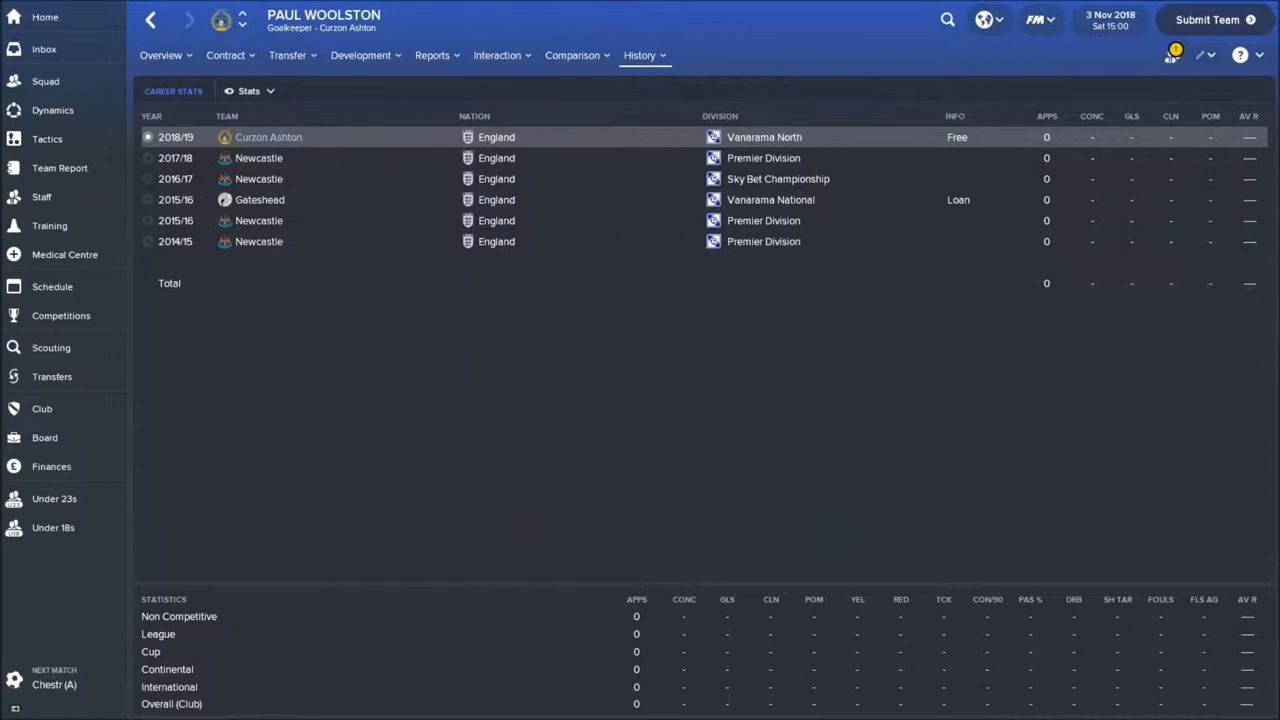 Home
PAUL WOOLSTON
Goalkeeper - Curzon Ashton
FM
3 Nov 2018
Sat 15:00
Submit Team
Inbox
Overview Contract Transfer Development Reports Interaction Comparison History
1
?
Squad
Dynamics
Tactics
Team Report
Staff
Training
Medical Centre
Schedule
Competitions
Scouting
Transfers
Club
Board
£ Finances
U23 Under 23s
U18 Under 18s
NEXT MATCH
Chestr (A)
CAREER STATS Stats
YEAR TEAM NATION DIVISION INFO APPS CONC GLS CLN POM AV R
2018/19 Curzon Ashton England Vanarama North Free 0 - - - - ----
2017/18 Newcastle England Premier Division 0 - - - - ----
2016/17 Newcastle England Sky Bet Championship 0 - - - - ----
2015/16 Gateshead England Vanarama National Loan 0 - - - - ----
2015/16 Newcastle England Premier Division 0 - - - - ----
2014/15 Newcastle England Premier Division 0 - - - - ----
Total 0 - - - - ----
STATISTICS APPS CONC GLS CLN POM YEL RED TCK CON/90 PAS % DRB SH TAR FOULS FLS AG AV R
Non Competitive 0 - - - - - - - - - - - - - ----
League 0 - - - - - - - - - - - - - ----
Cup 0 - - - - - - - - - - - - - ----
Continental 0 - - - - - - - - - - - - - ----
International 0 - - - - - - - - - - - - - ----
Overall (Club) 0 - - - - - - - - - - - - - ----